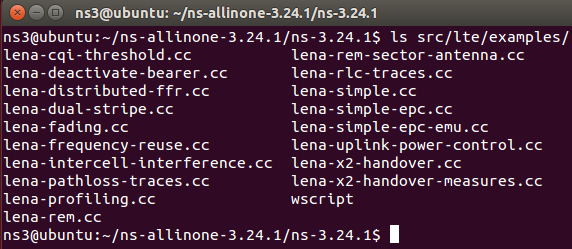 ns3@ubuntu: ~/ns-allinone-3.24.1/ns-3.24.1
ns3@ubuntu:~/ns-allinone-3.24.1/ns-3.24.1$ ls src/lte/examples/
lena-cqi-threshold.cc lena-rem-sector-antenna.cc
lena-deactivate-bearer.cc lena-rlc-traces.cc
lena-distributed-ffr.cc lena-simple.cc
lena-dual-stripe.cc lena-simple-epc.cc
lena-fading.cc lena-simple-epc-emu.cc
lena-frequency-reuse.cc lena-uplink-power-control.cc
lena-intercell-interference.cc lena-x2-handover.cc
lena-pathloss-traces.cc lena-x2-handover-measures.cc
lena-profiling.cc wscript
lena-rem.cc
ns3@ubuntu:~/ns-allinone-3.24.1/ns-3.24.1$